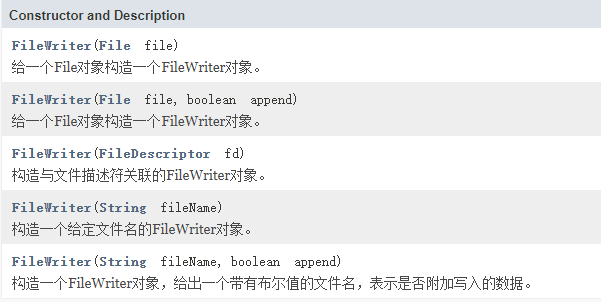 Constructor and Description
FileWriter(File file)
给一个File对象构造一个FileWriter对象。
FileWriter(File file, boolean append)
给一个File对象构造一个FileWriter对象。
FileWriter(FileDescriptor fd)
构造与文件描述符关联的FileWriter对象。
FileWriter(String fileName)
构造一个给定文件名的FileWriter对象。
FileWriter(String fileName, boolean append)
构造一个FileWriter对象，给出一个带有布尔值的文件名，表示是否附加写入的数据。